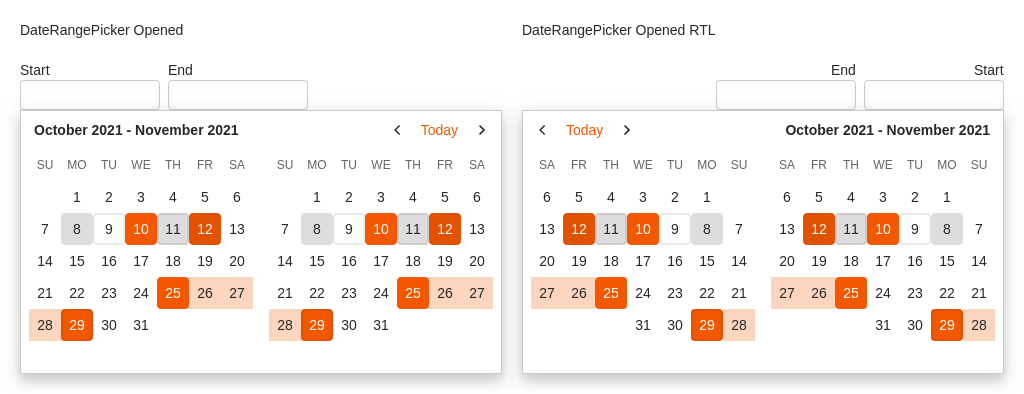 DateRangePicker Opened
Start End
October 2021 - November 2021 Today
SU MO TU WE TH FR SA SU MO TU WE TH FR SA
1 2 3 4 5 6 1 2 3 4 5 6
7 8 9 10 11 12 13 7 8 9 10 11 12 13
14 15 16 17 18 19 20 14 15 16 17 18 19 20
21 22 23 24 25 26 27 21 22 23 24 25 26 27
28 29 30 31 28 29 30 31
DateRangePicker Opened RTL
End Start
Today October 2021 - November 2021
SA FR TH WE TU MO SU SA FR TH WE TU MO SU
6 5 4 3 2 1 6 5 4 3 2 1
13 12 11 10 9 8 7 13 12 11 10 9 8 7
20 19 18 17 16 15 14 20 19 18 17 16 15 14
27 26 25 24 23 22 21 27 26 25 24 23 22 21
31 30 29 28 31 30 29 28